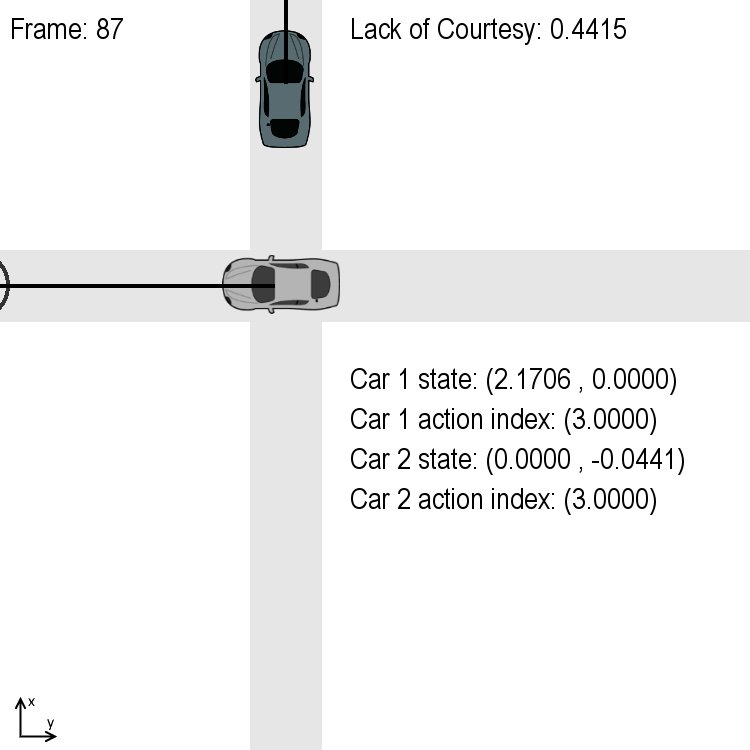 Frame: 87
Lack of Courtesy: 0.4415
Car 1 state: (2.1706 , 0.0000)
Car 1 action index: (3.0000)
Car 2 state: (0.0000 , -0.0441)
Car 2 action index: (3.0000)
x
y